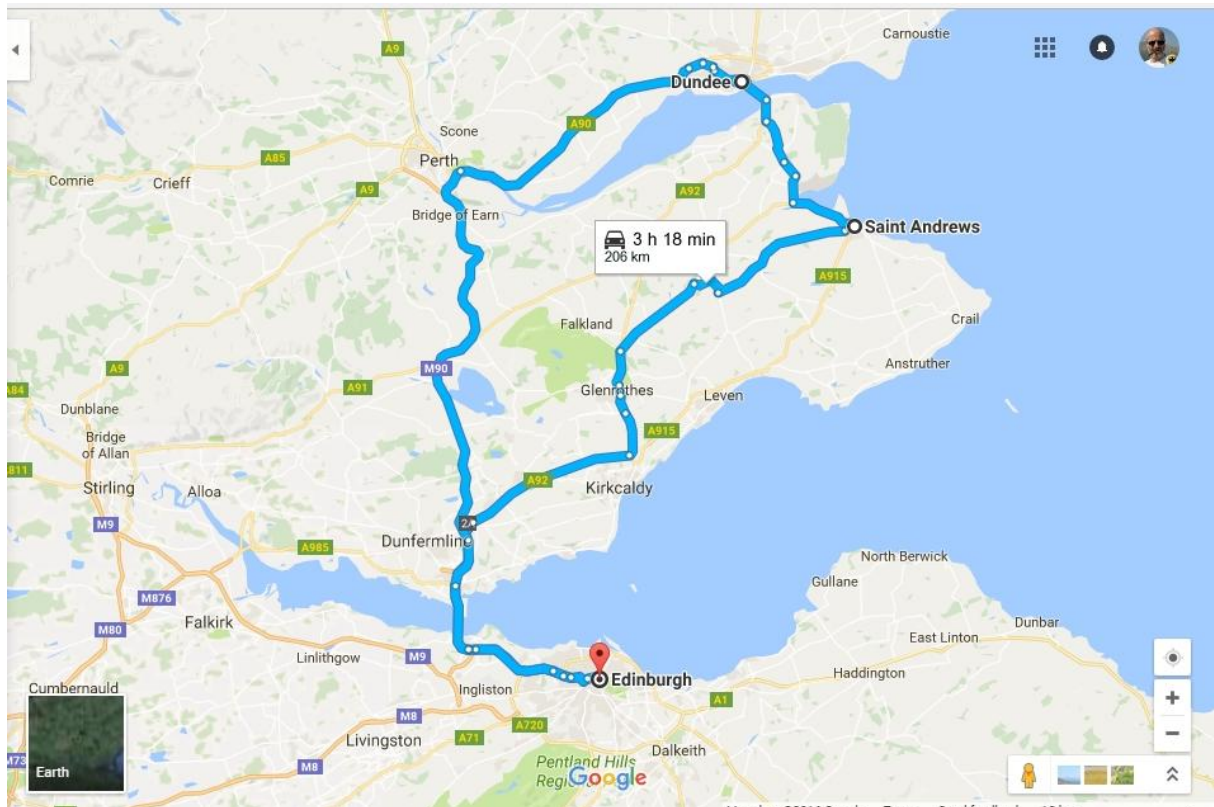 Carnoustie
A9
Dundee
A90
Scone
Perth
A85
Comrie
Crieff
A9
A92
Bridge of Earn
Saint Andrews
3 h 18 min
206 km
A915
Falkland
Crail
M90
A9
A91
Anstruther
A84
Glenrothes
Leven
Dunblane
Bridge
of Allan
A915
A811
A92
Stirling
Alloa
Kirkcaldy
M9
Dunfermline
A985
North Berwick
Gullane
M876
Falkirk
M80
Dunbar
East Linton
Linlithgow
M9
Haddington
Edinburgh
Cumbernauld
Ingliston
A1
M8
A720
Livingston
A71
Dalkeith
M73
M8
Pentland Hills
Earth
Google